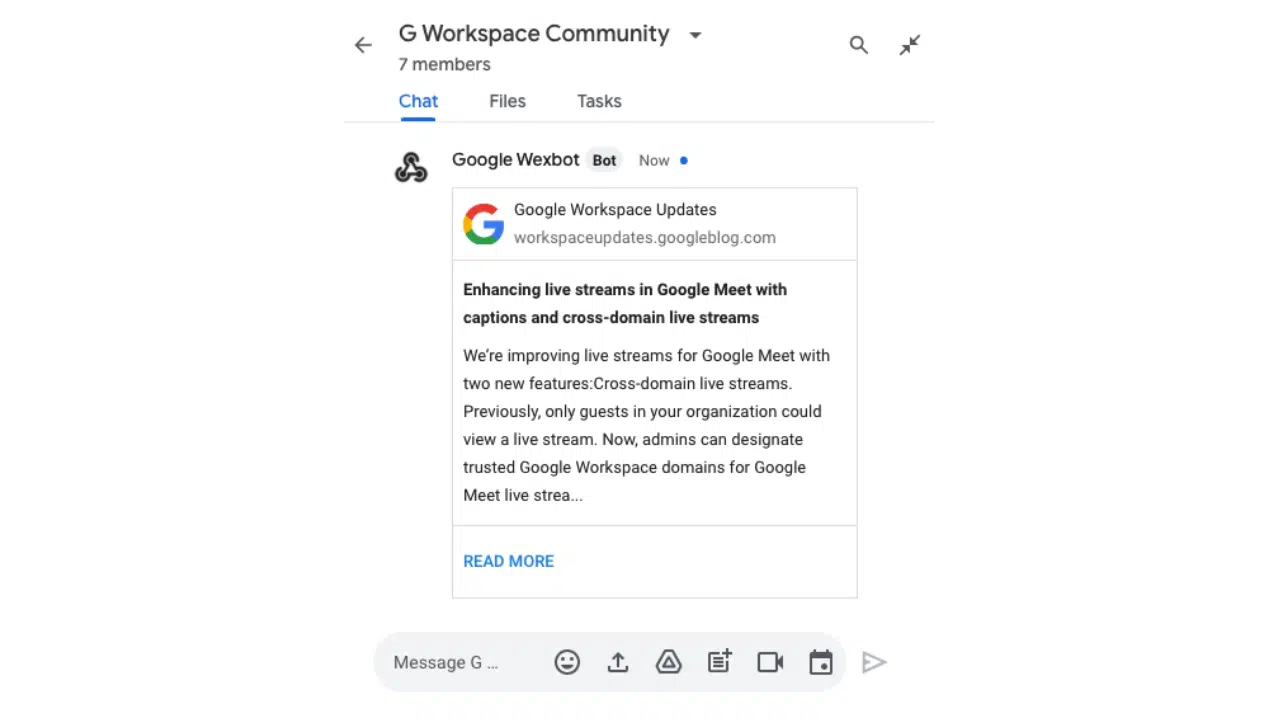 G Workspace Community
7 members
Chat Files Tasks
Google Wexbot Bot Now
Google Workspace Updates
workspaceupdates.googleblog.com
Enhancing live streams in Google Meet with
captions and cross-domain live streams
We're improving live streams for Google Meet with
two new features:Cross-domain live streams.
Previously, only guests in your organization could
view a live stream. Now, admins can designate
trusted Google Workspace domains for Google
Meet live strea...
READ MORE
Message G ...